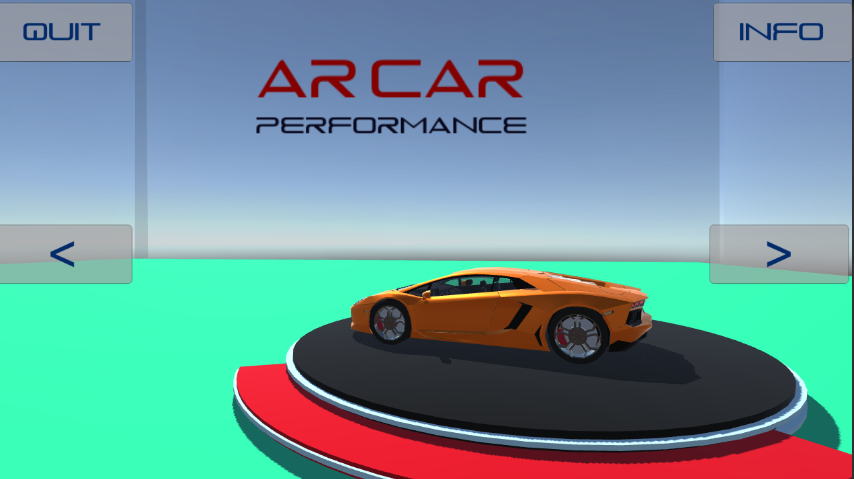 QUIT
INFO
AR CAR
PERFORMANCE
<
>